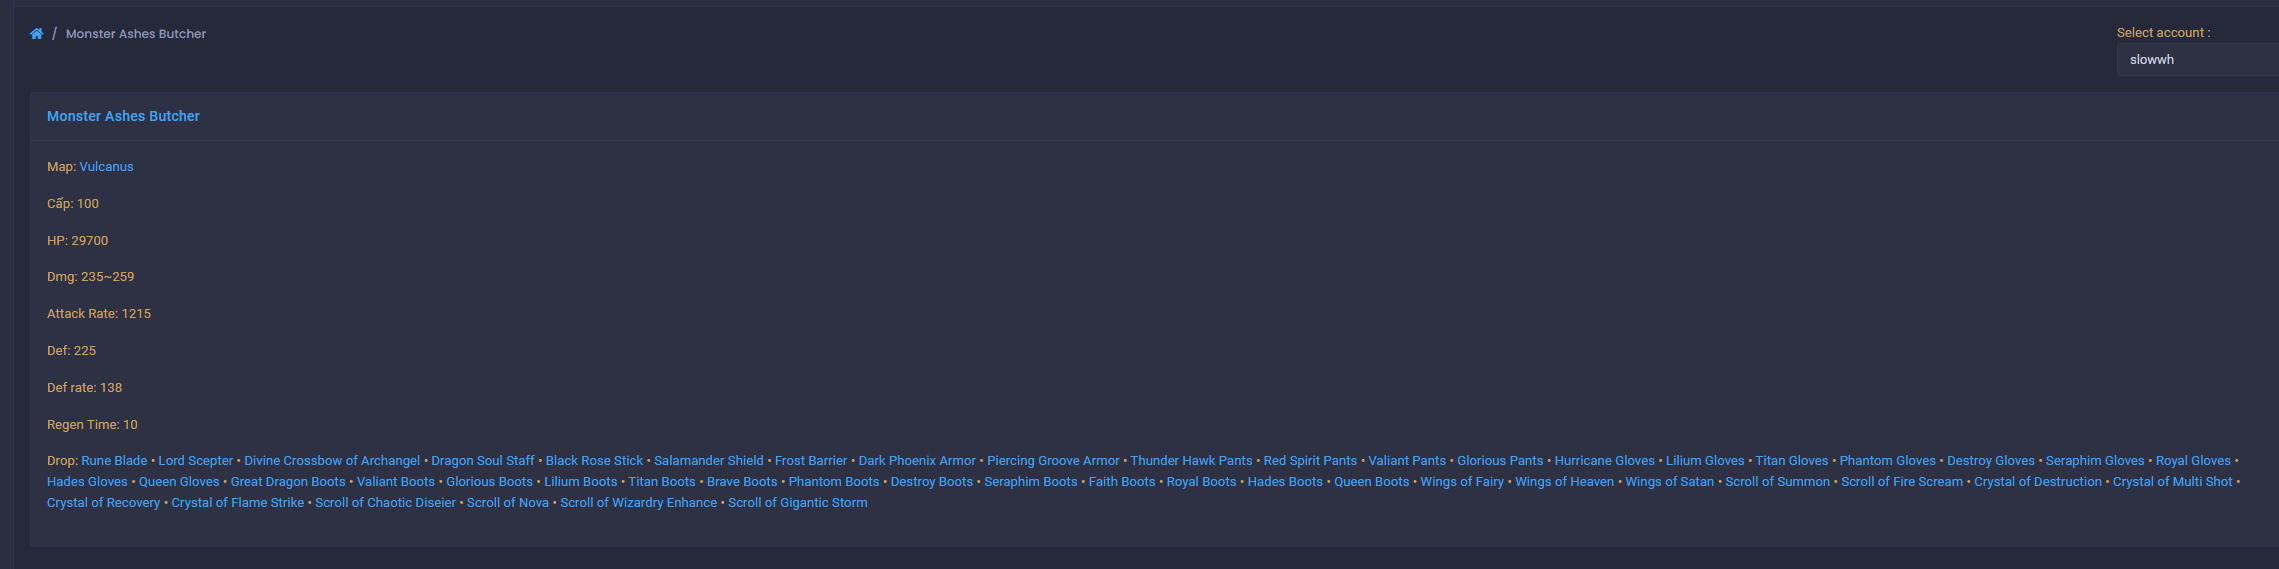 / Monster Ashes Butcher
Select account :
slowwh
Monster Ashes Butcher
Map: Vulcanus
Cấp: 100
HP: 29700
Dmg: 235~259
Attack Rate: 1215
Def: 225
Def rate: 138
Regen Time: 10
Drop: Rune Blade • Lord Scepter • Divine Crossbow of Archangel • Dragon Soul Staff • Black Rose Stick • Salamander Shield • Frost Barrier • Dark Phoenix Armor • Piercing Groove Armor • Thunder Hawk Pants • Red Spirit Pants • Valiant Pants • Glorious Pants • Hurricane Gloves • Lilium Gloves • Titan Gloves • Phantom Gloves • Destroy Gloves • Seraphim Gloves • Royal Gloves •
Hades Gloves • Queen Gloves • Great Dragon Boots • Valiant Boots • Glorious Boots • Lilium Boots • Titan Boots • Brave Boots • Phantom Boots • Destroy Boots • Seraphim Boots • Faith Boots • Royal Boots • Hades Boots • Queen Boots • Wings of Fairy • Wings of Heaven • Wings of Satan • Scroll of Summon • Scroll of Fire Scream • Crystal of Destruction • Crystal of Multi Shot •
Crystal of Recovery • Crystal of Flame Strike • Scroll of Chaotic Diseier • Scroll of Nova • Scroll of Wizardry Enhance • Scroll of Gigantic Storm